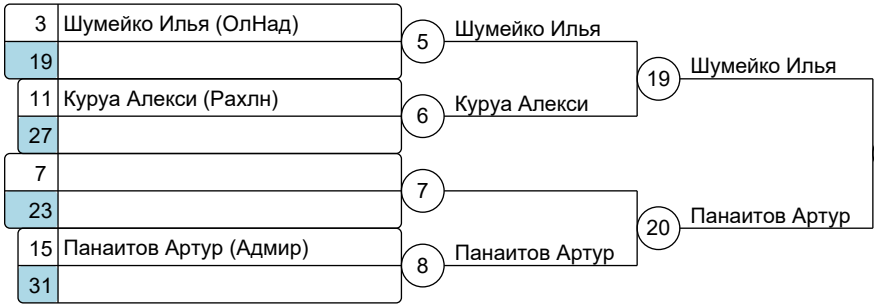 3 Шумейко Илья (ОлНад)
5 Шумейко Илья
19
19 Шумейко Илья
11 Куруа Алекси (Рахлн)
6 Куруа Алекси
27
7
7
23
20 Панаитов Артур
15 Панаитов Артур (Адмир)
8 Панаитов Артур
31